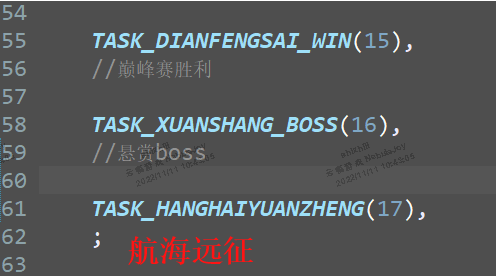 54
55 TASK_DIANFENGSAI_WIN(15),
56 //巅峰赛胜利
57
58 TASK_XUANSHANG_BOSS(16),
59 //悬赏boss
60
61 TASK_HANGHAIYUANZHENG(17),
62 ;
航海远征
63